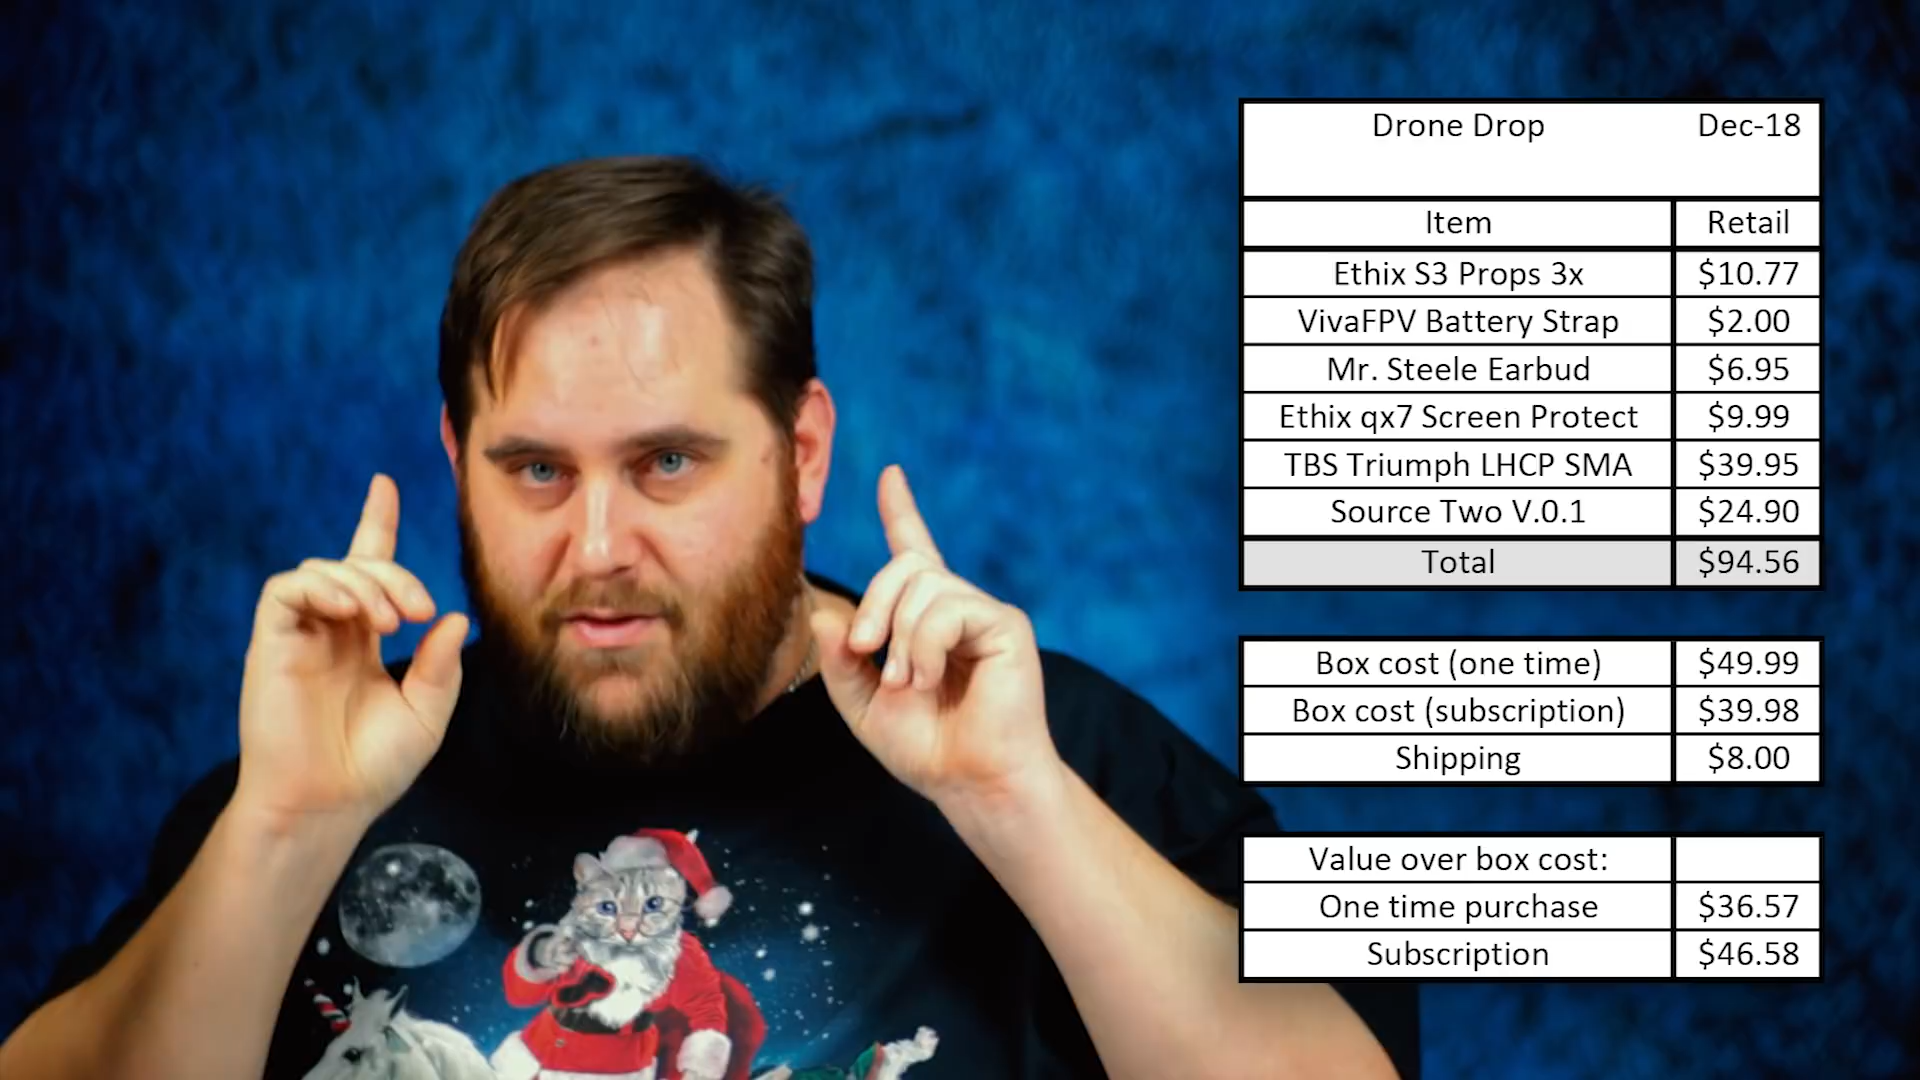 Drone Drop Dec-18
Item Retail
Ethix S3 Props 3x $10.77
VivaFPV Battery Strap $2.00
Mr. Steele Earbud $6.95
Ethix qx7 Screen Protect $9.99
TBS Triumph LHCP SMA $39.95
Source Two V.0.1 $24.90
Total $94.56
Box cost (one time) $49.99
Box cost (subscription) $39.98
Shipping $8.00
Value over box cost:
One time purchase $36.57
Subscription $46.58